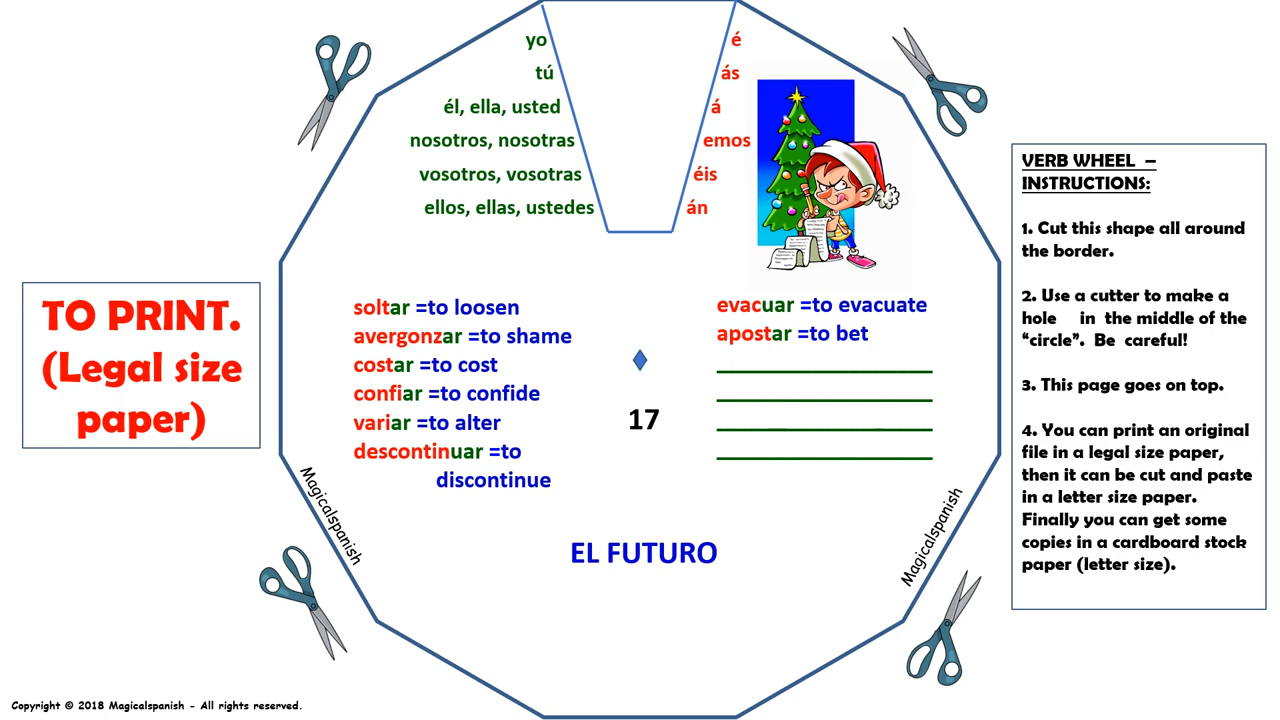 yo
tú
él, ella, usted
nosotros, nosotras
vosotros, vosotras
ellos, ellas, ustedes
é
ás
á
emos
éis
án
TO PRINT.
(Legal size
paper)
soltar =to loosen
avergonzar =to shame
costar =to cost
confiar =to confide
variar =to alter
descontinuar =to
discontinue
17
evacuar =to evacuate
apostar =to bet
Magicalspanish
Magicalspanish
EL FUTURO
VERB WHEEL –
INSTRUCTIONS:
1. Cut this shape all around
the border.
2. Use a cutter to make a
hole in the middle of the
“circle”. Be careful!
3. This page goes on top.
4. You can print an original
file in a legal size paper,
then it can be cut and paste
in a letter size paper.
Finally you can get some
copies in a cardboard stock
paper (letter size).
Copyright © 2018 Magicalspanish - All rights reserved.